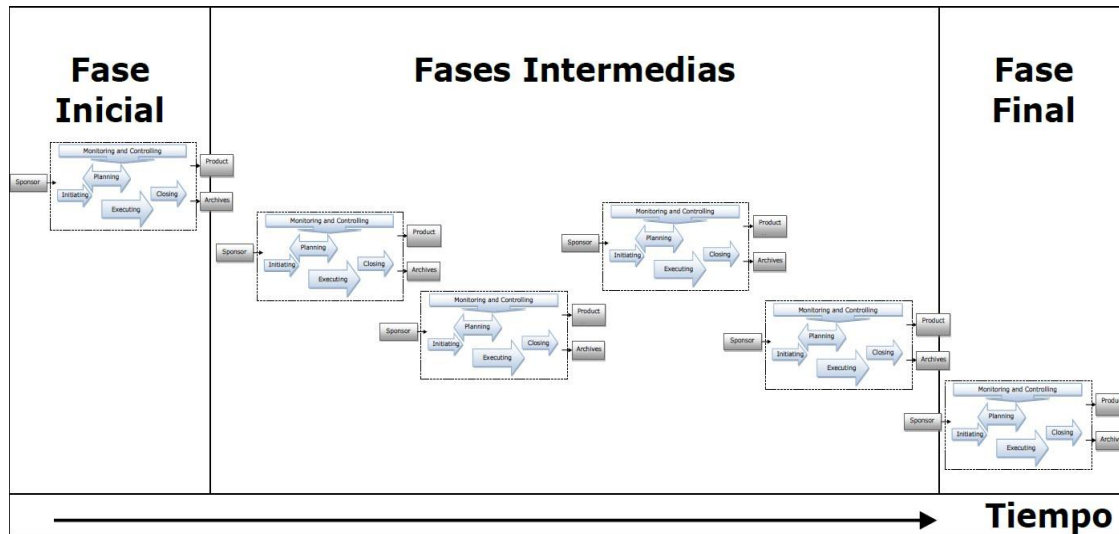 Fase
Inicial
Fases Intermedias
Fase
Final
Monitoring and Controlling
Product
Planning
Sponsor
Initiating
Closing
Archives
Executing
Monitoring and Controlling
Product
Planning
Sponsor
Initiating
Closing
Archives
Executing
Monitoring and Controlling
Product
Planning
Sponsor
Initiating
Closing
Archives
Executing
Monitoring and Controlling
Product
Planning
Sponsor
Initiating
Closing
Archives
Executing
Monitoring and Controlling
Product
Planning
Sponsor
Initiating
Closing
Archives
Executing
Monitoring and Controlling
Product
Planning
Sponsor
Initiating
Closing
Archive
Executing
Tiempo